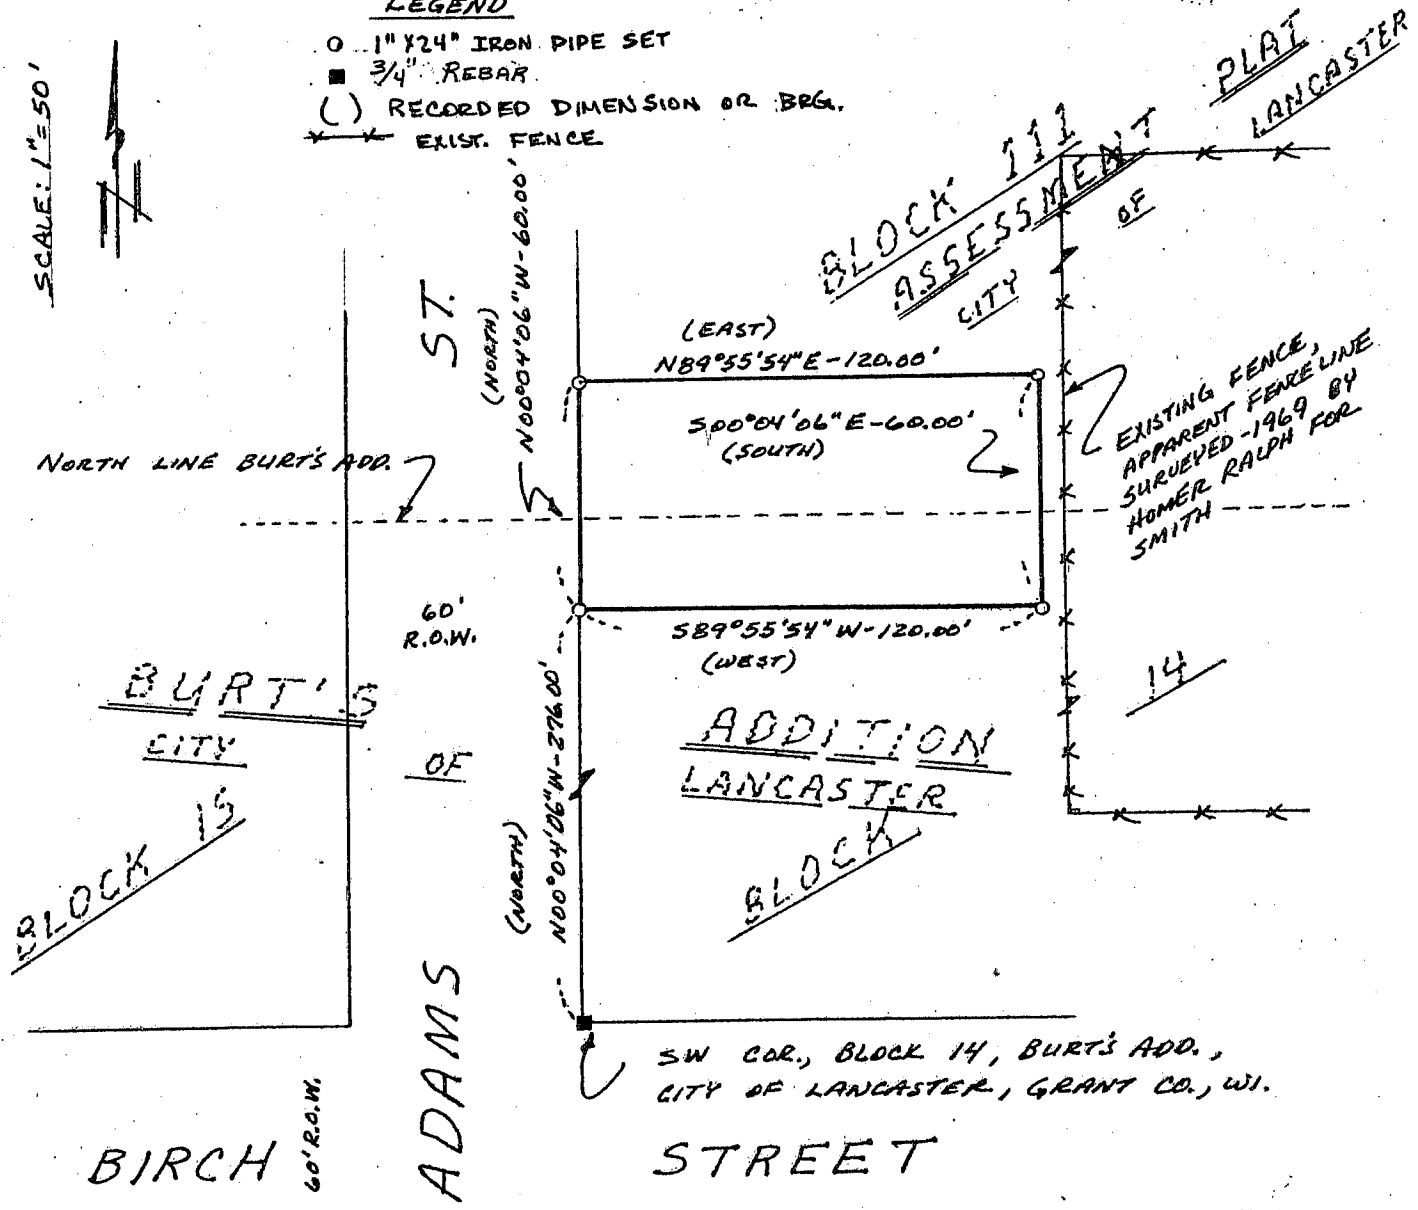 LEGEND
1"X24" IRON PIPE SET
3/4" REBAR
( ) RECORDED DIMENSION OR BRG.
EXIST. FENCE
SCALE: 1"=50'
BLOCK 111
ASSESSMENT
PLAT
CITY
OF
LANCASTER
ST.
(NORTH)
N00°04'06"W-60.00'
(EAST)
N89°55'54"E-120.00'
S00°04'06"E-60.00'
(SOUTH)
EXISTING FENCE,
APPARENT FENCE LINE
SURVEYED-1969 BY
HOMER RALPH FOR
SMITH
NORTH LINE BURT'S ADD.
60'
R.O.W.
S89°55'54"W-120.00'
(WEST)
BURT'S
ADDITION
CITY
OF
LANCASTER
BLOCK 15
BLOCK
14
(NORTH)
N00°04'06"W-276.00'
ADAMS
SW COR., BLOCK 14, BURT'S ADD.,
CITY OF LANCASTER, GRANT CO., WI.
BIRCH
60' R.O.W.
STREET